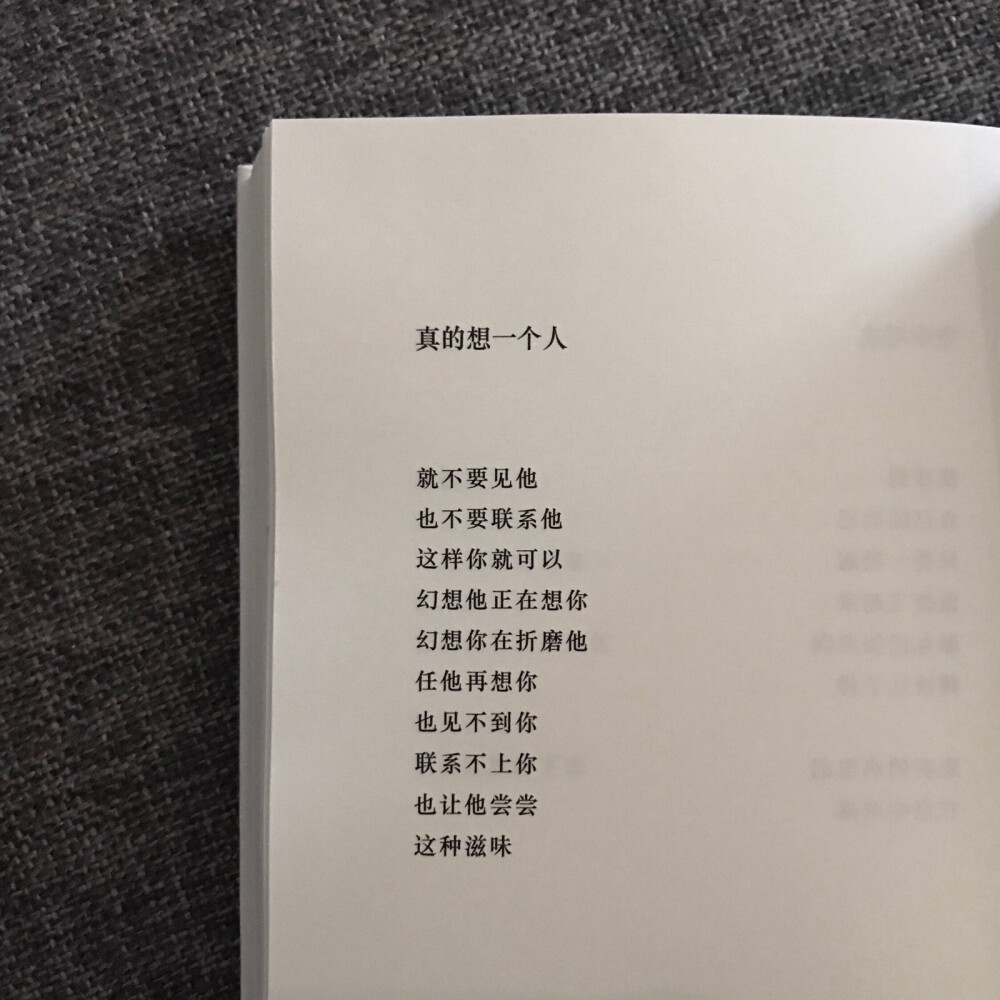 真的想一个人
就不要见他
也不要联系他
这样你就可以
幻想他正在想你
幻想你在折磨他
任他再想你
也见不到你
联系不上你
也让他尝尝
这种滋味